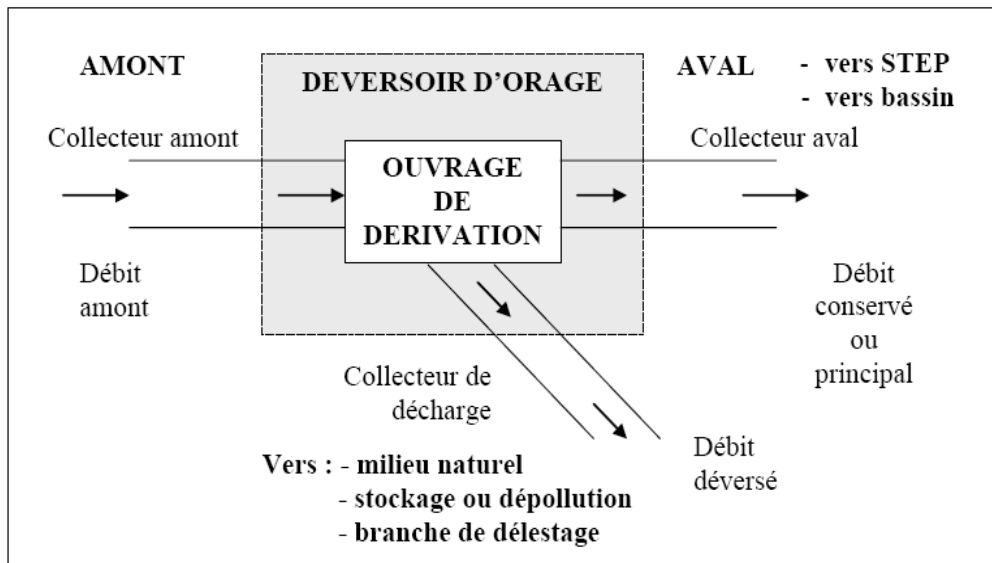 AMONT
DEVERSOIR D'ORAGE
AVAL - vers STEP
- vers bassin
Collecteur amont
Collecteur aval
OUVRAGE
DE
DERIVATION
Débit
amont
Débit
conservé
ou
principal
Collecteur de
décharge
Débit
déversé
Vers : - milieu naturel
- stockage ou dépollution
- branche de délestage